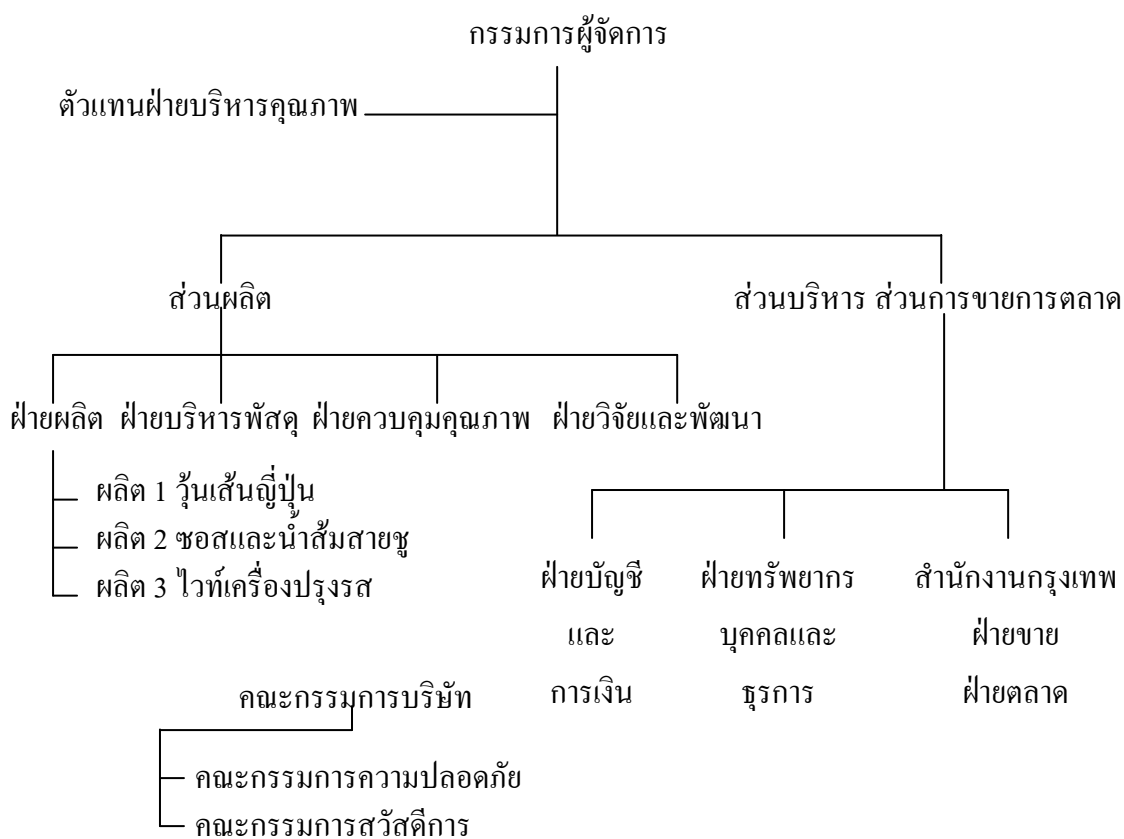 กรรมการผู้จัดการ
ตัวแทนฝ่ายบริหารคุณภาพ
ส่วนผลิต
ส่วนบริหาร ส่วนการขายการตลาด
ฝ่ายผลิต ฝ่ายบริหารพัสดุ ฝ่ายควบคุมคุณภาพ ฝ่ายวิจัยและพัฒนา
ผลิต 1 วุ้นเส้นญี่ปุ่น
ผลิต 2 ซอสและน้ำส้มสายชู
ผลิต 3 ไวท์เครื่องปรุงรส
ฝ่ายบัญชี
และ
การเงิน
ฝ่ายทรัพยากร
บุคคลและ
ธุรการ
สำนักงานกรุงเทพ
ฝ่ายขาย
ฝ่ายตลาด
คณะกรรมการบริษัท
คณะกรรมการความปลอดภัย
คณะกรรมการสวัสดีการ